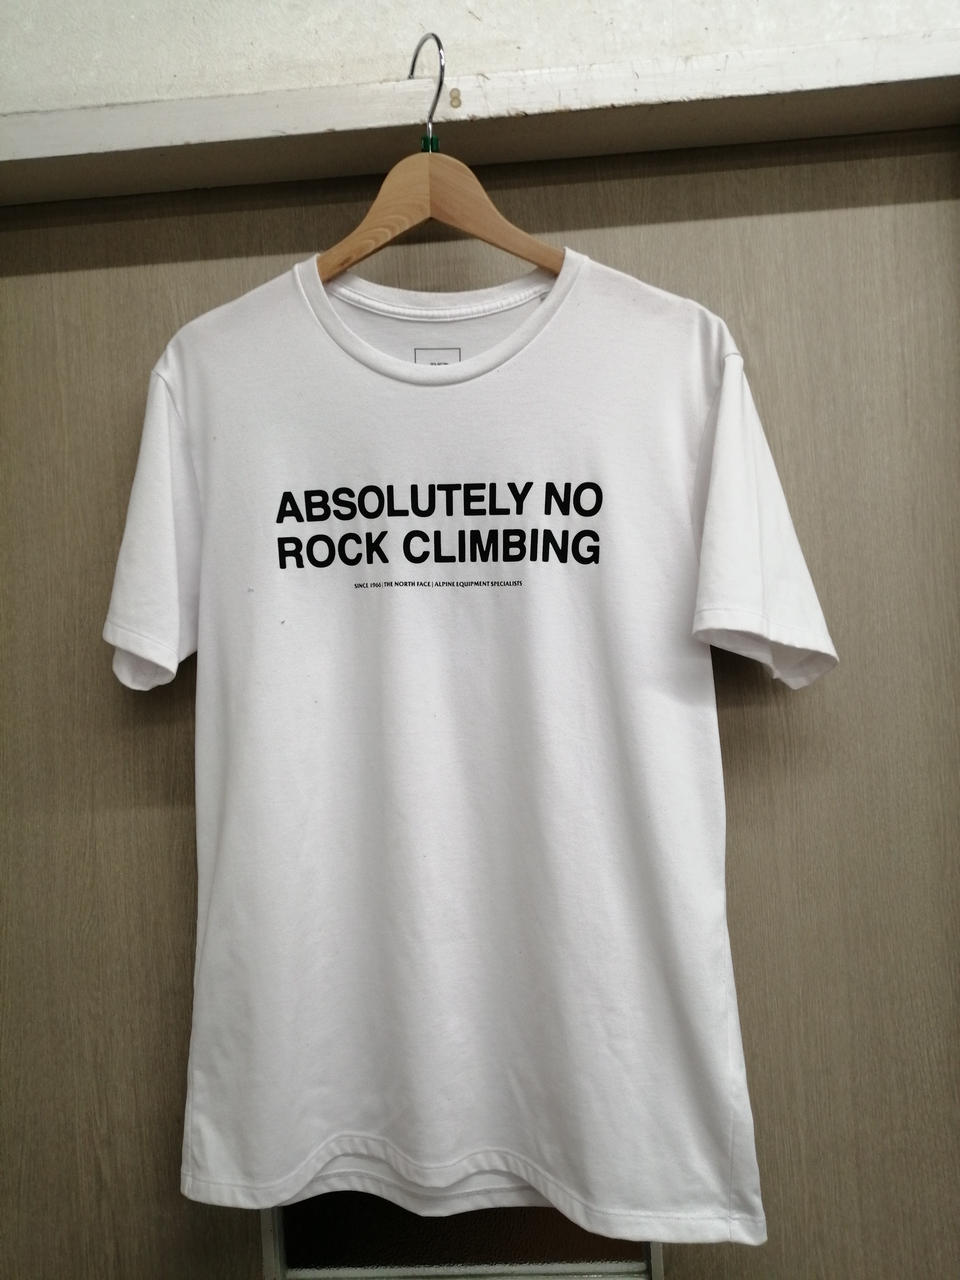 ABSOLUTELY NO
ROCK CLIMBING
SINCE 1966 | THE NORTH FACE | ALPINE EQUIPMENT SPECIALISTS